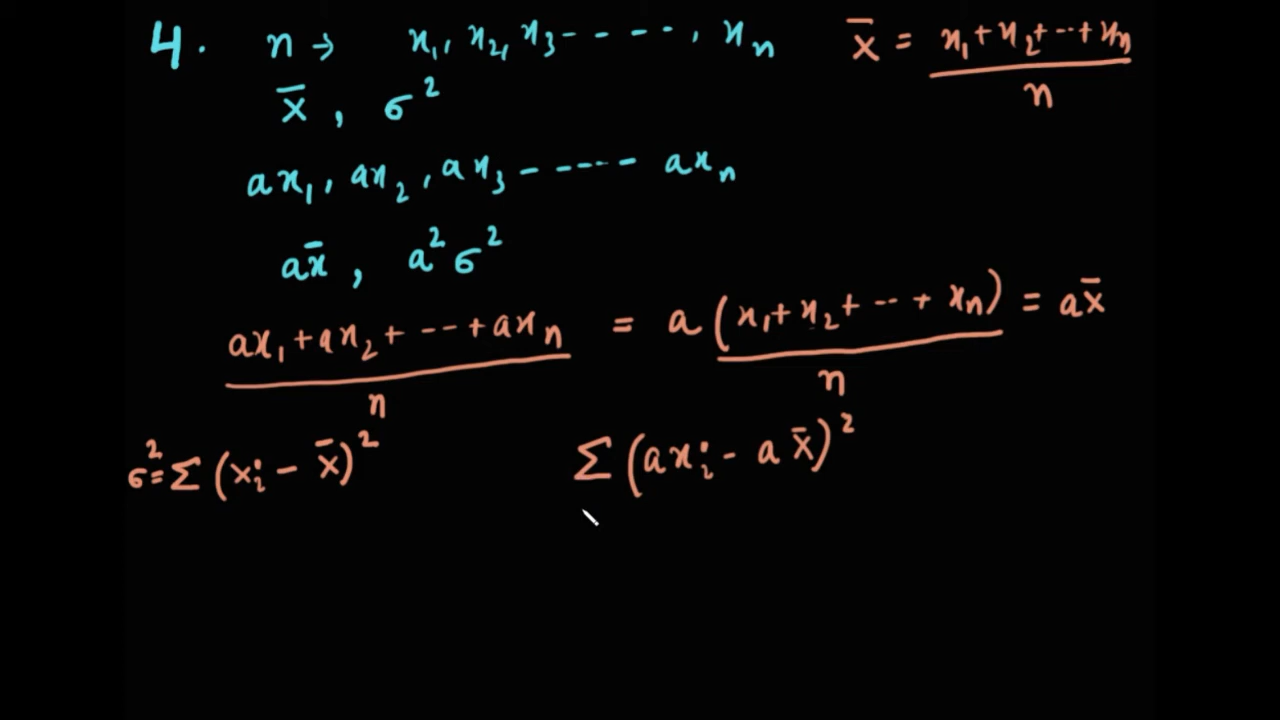 4. n → x₁, x₂, x₃ - - - - -, xₙ x̄ = (x₁ + x₂ + -- + xₙ) / n
x̄, σ²
ax₁, ax₂, ax₃ - - - - - axₙ
ax̄, a²σ²
(ax₁ + ax₂ + --- + axₙ) / n = a (x₁ + x₂ + -- + xₙ) / n = ax̄
σ² = Σ (xᵢ - x̄)² Σ (axᵢ - a x̄)²